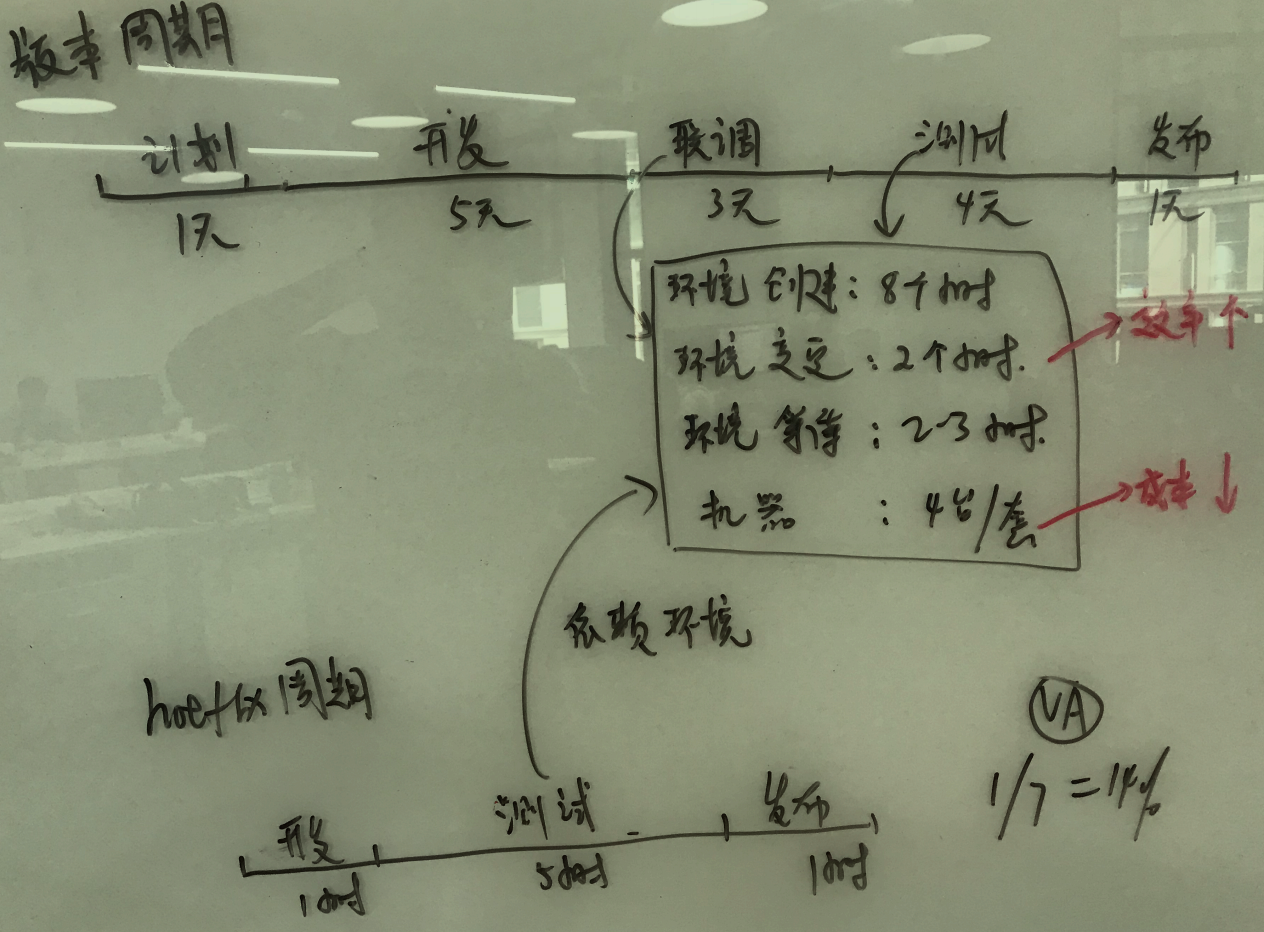 版本周期
计划 开发 联调 测试 发布
1天 5天 3天 4天 1天
环境创建：8个小时
环境变更：2个小时. 效率↑
环境等待：2-3小时.
机器：4台/套 成本↓
依赖环境
hotfix周期
VA
1/7=14%
开发 测试 发布
1小时 5小时 1小时